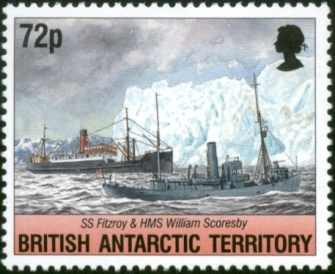 72p
SS Fitzroy & HMS William Scoresby
BRITISH ANTARCTIC TERRITORY